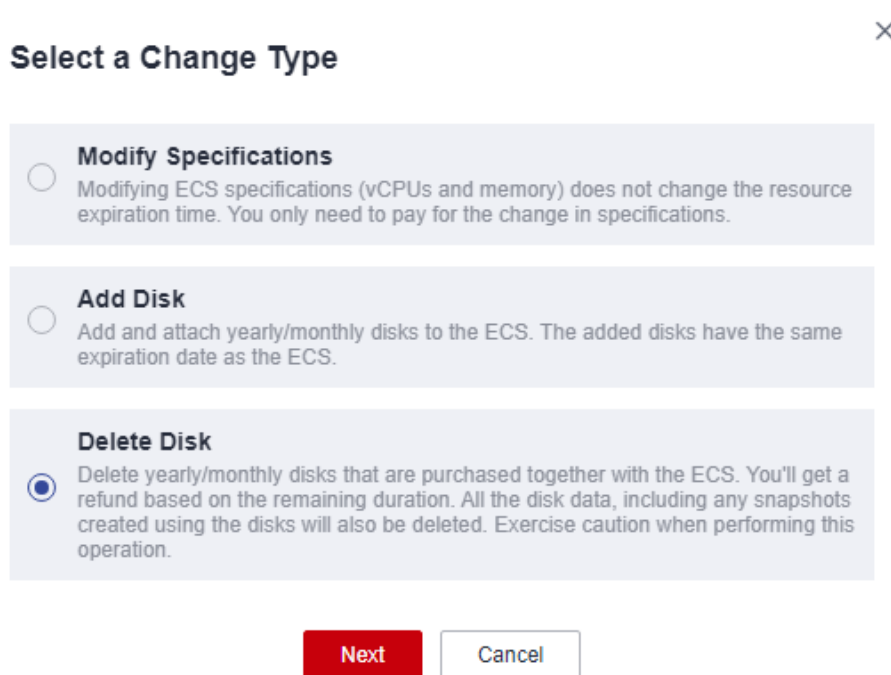 Select a Change Type
Modify Specifications
Modifying ECS specifications (vCPUs and memory) does not change the resource
expiration time. You only need to pay for the change in specifications.
Add Disk
Add and attach yearly/monthly disks to the ECS. The added disks have the same
expiration date as the ECS.
Delete Disk
Delete yearly/monthly disks that are purchased together with the ECS. You'll get a
refund based on the remaining duration. All the disk data, including any snapshots
created using the disks will also be deleted. Exercise caution when performing this
operation.
Next
Cancel